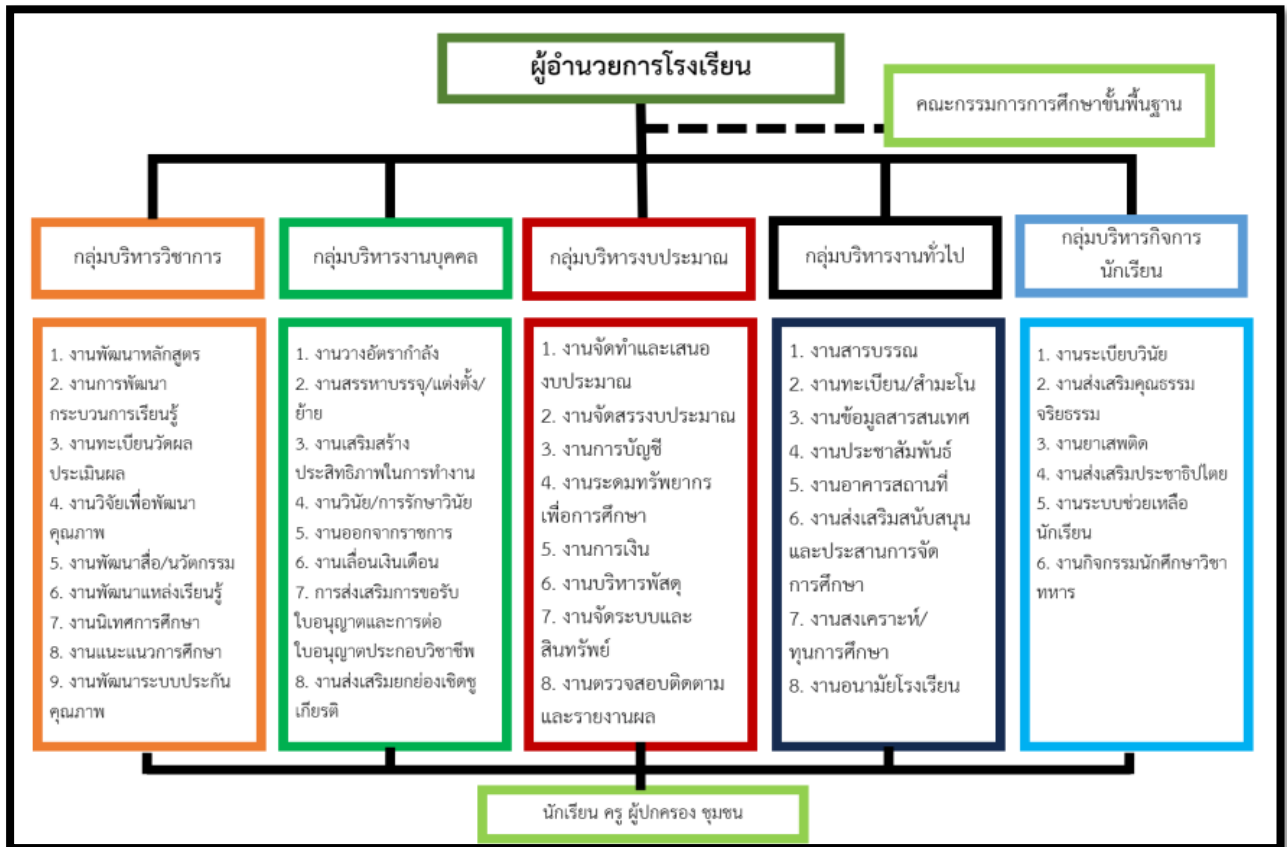 ผู้อำนวยการโรงเรียน
คณะกรรมการการศึกษาขั้นพื้นฐาน
กลุ่มบริหารวิชาการ
กลุ่มบริหารงานบุคคล
กลุ่มบริหารงบประมาณ
กลุ่มบริหารงานทั่วไป
กลุ่มบริหารกิจการ
นักเรียน
1. งานพัฒนาหลักสูตร
2. งานการพัฒนา
กระบวนการเรียนรู้
3. งานทะเบียนวัดผล
ประเมินผล
4. งานวิจัยเพื่อพัฒนา
คุณภาพ
5. งานพัฒนาสื่อ/นวัตกรรม
6. งานพัฒนาแหล่งเรียนรู้
7. งานนิเทศการศึกษา
8. งานแนะแนวการศึกษา
9. งานพัฒนาระบบประกัน
คุณภาพ
1. งานวางอัตรากำลัง
2. งานสรรหาบรรจุ/แต่งตั้ง/
ย้าย
3. งานเสริมสร้าง
ประสิทธิภาพในการทำงาน
4. งานวินัย/การรักษาวินัย
5. งานออกจากราชการ
6. งานเลื่อนเงินเดือน
7. การส่งเสริมการขอรับ
ใบอนุญาตและการต่อ
ใบอนุญาตประกอบวิชาชีพ
8. งานส่งเสริมยกย่องเชิดชู
เกียรติ
1. งานจัดทำและเสนอ
งบประมาณ
2. งานจัดสรรงบประมาณ
3. งานการบัญชี
4. งานระดมทรัพยากร
เพื่อการศึกษา
5. งานการเงิน
6. งานบริหารพัสดุ
7. งานจัดระบบและ
สินทรัพย์
8. งานตรวจสอบติดตาม
และรายงานผล
1. งานสารบรรณ
2. งานทะเบียน/สำมะโน
3. งานข้อมูลสารสนเทศ
4. งานประชาสัมพันธ์
5. งานอาคารสถานที่
6. งานส่งเสริมสนับสนุน
และประสานการจัด
การศึกษา
7. งานสงเคราะห์/
ทุนการศึกษา
8. งานอนามัยโรงเรียน
1. งานระเบียบวินัย
2. งานส่งเสริมคุณธรรม
จริยธรรม
3. งานยาเสพติด
4. งานส่งเสริมประชาธิปไตย
5. งานระบบช่วยเหลือ
นักเรียน
6. งานกิจกรรมนักศึกษาวิชา
ทหาร
นักเรียน ครู ผู้ปกครอง ชุมชน